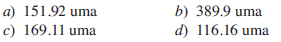 a) 151.92 uma b) 389.9 uma
c) 169.11 uma d) 116.16 uma